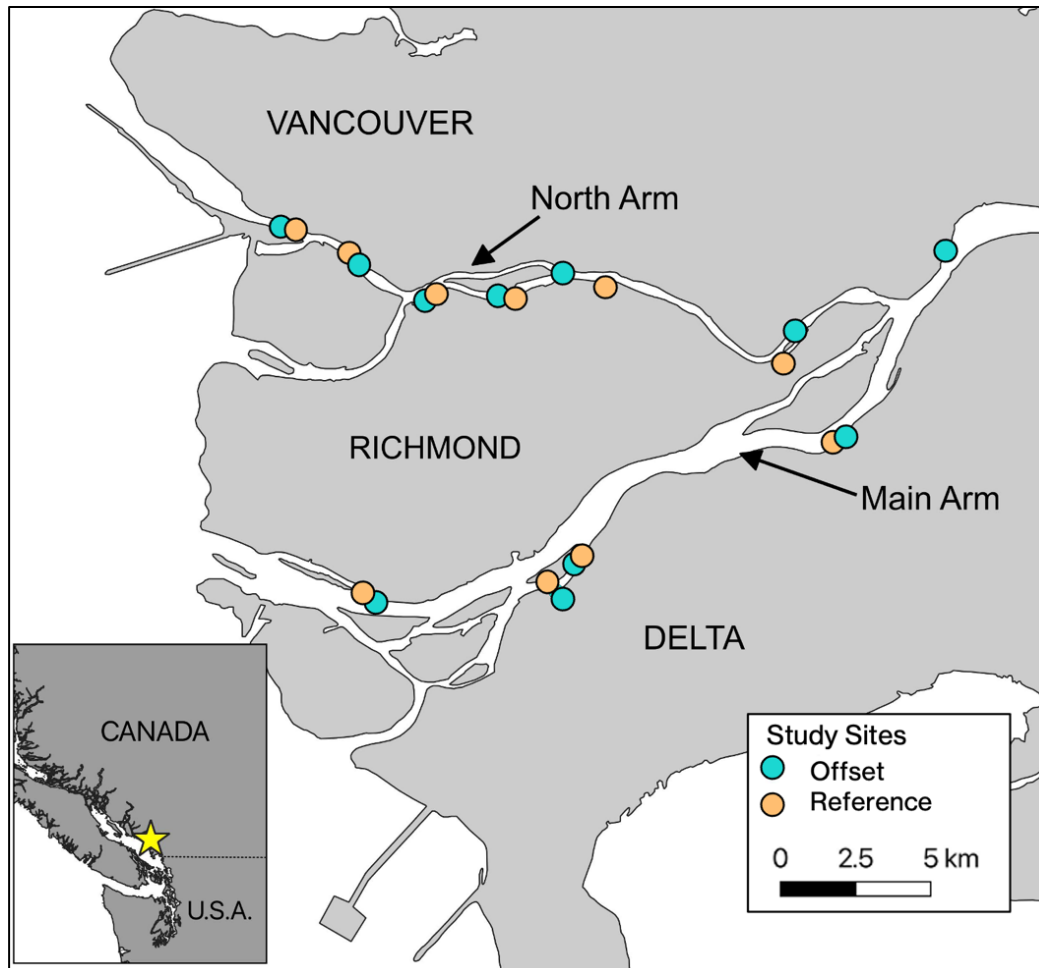 VANCOUVER
North Arm
RICHMOND
Main Arm
DELTA
CANADA
U.S.A.
Study Sites
Offset
Reference
0 2.5 5 km